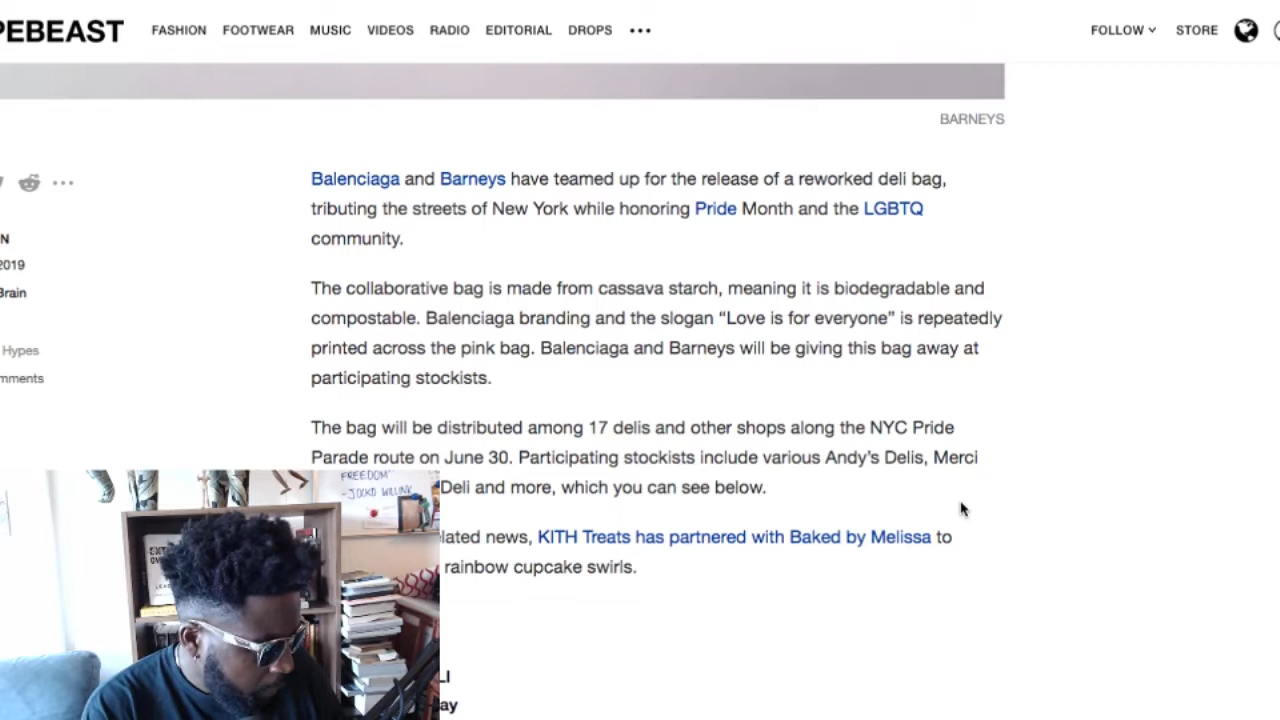 PEBEAST FASHION FOOTWEAR MUSIC VIDEOS RADIO EDITORIAL DROPS ••• FOLLOW STORE
BARNEYS
Balenciaga and Barneys have teamed up for the release of a reworked deli bag,
tributing the streets of New York while honoring Pride Month and the LGBTQ
community.
N
2019
Brain
Hypes
mments
The collaborative bag is made from cassava starch, meaning it is biodegradable and
compostable. Balenciaga branding and the slogan “Love is for everyone” is repeatedly
printed across the pink bag. Balenciaga and Barneys will be giving this bag away at
participating stockists.
The bag will be distributed among 17 delis and other shops along the NYC Pride
Parade route on June 30. Participating stockists include various Andy’s Delis, Merci
Deli and more, which you can see below.
lated news, KITH Treats has partnered with Baked by Melissa to
rainbow cupcake swirls.
LI
ay
FREEDOM"
-JOCKO WILLINK